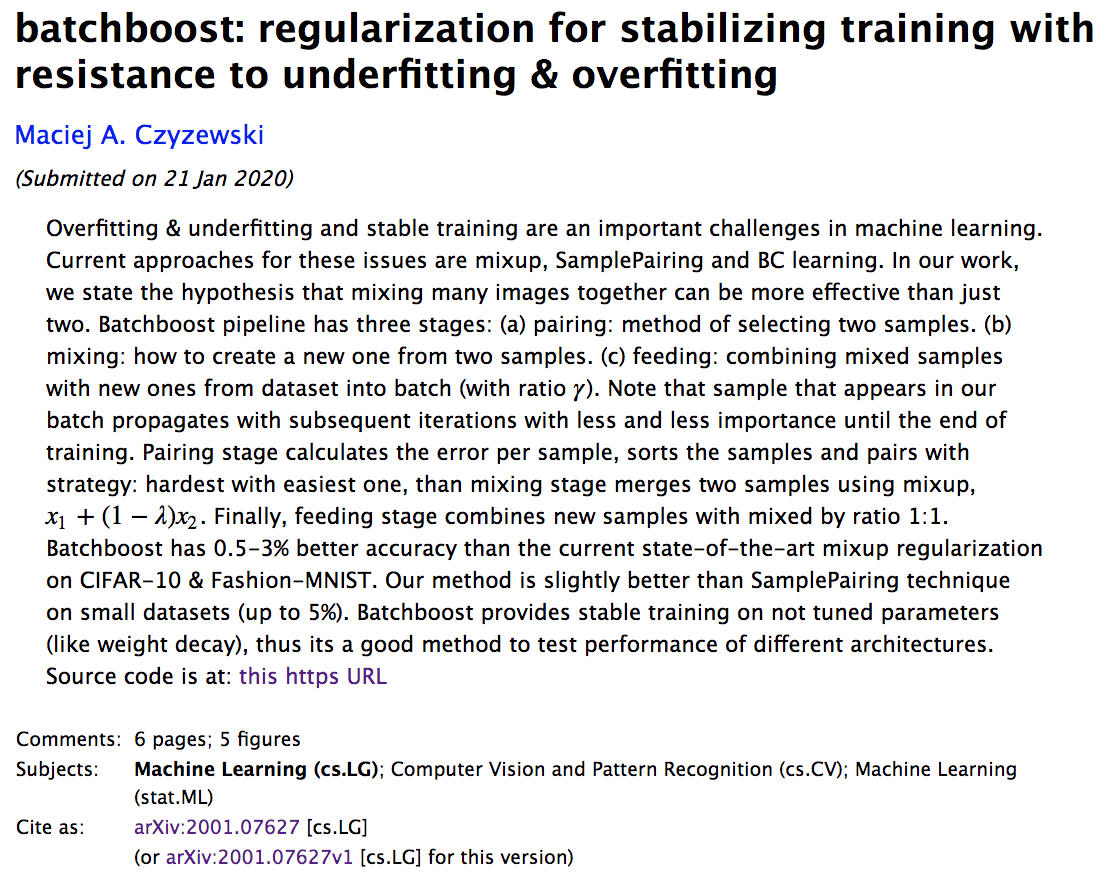 batchboost: regularization for stabilizing training with
resistance to underfitting & overfitting
Maciej A. Czyzewski
(Submitted on 21 Jan 2020)
Overfitting & underfitting and stable training are an important challenges in machine learning.
Current approaches for these issues are mixup, SamplePairing and BC learning. In our work,
we state the hypothesis that mixing many images together can be more effective than just
two. Batchboost pipeline has three stages: (a) pairing: method of selecting two samples. (b)
mixing: how to create a new one from two samples. (c) feeding: combining mixed samples
with new ones from dataset into batch (with ratio γ). Note that sample that appears in our
batch propagates with subsequent iterations with less and less importance until the end of
training. Pairing stage calculates the error per sample, sorts the samples and pairs with
strategy: hardest with easiest one, than mixing stage merges two samples using mixup,
x₁ + (1 − λ)x₂. Finally, feeding stage combines new samples with mixed by ratio 1:1.
Batchboost has 0.5-3% better accuracy than the current state-of-the-art mixup regularization
on CIFAR-10 & Fashion-MNIST. Our method is slightly better than SamplePairing technique
on small datasets (up to 5%). Batchboost provides stable training on not tuned parameters
(like weight decay), thus its a good method to test performance of different architectures.
Source code is at: this https URL
Comments: 6 pages; 5 figures
Subjects: Machine Learning (cs.LG); Computer Vision and Pattern Recognition (cs.CV); Machine Learning
(stat.ML)
Cite as: arXiv:2001.07627 [cs.LG]
(or arXiv:2001.07627v1 [cs.LG] for this version)